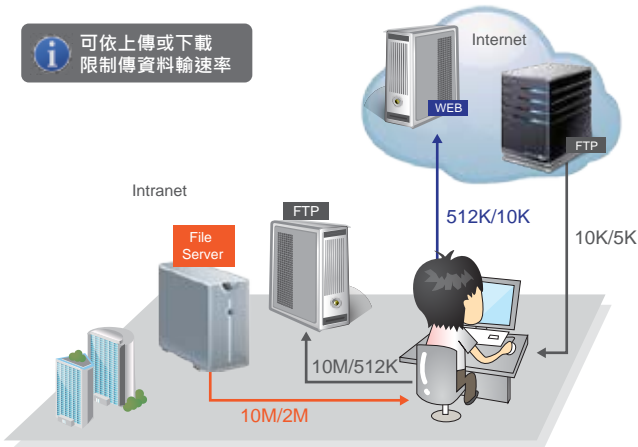 可依上傳或下載
限制傳資料輸速率
Internet
WEB
FTP
Intranet
FTP
File
Server
512K/10K
10K/5K
10M/512K
10M/2M